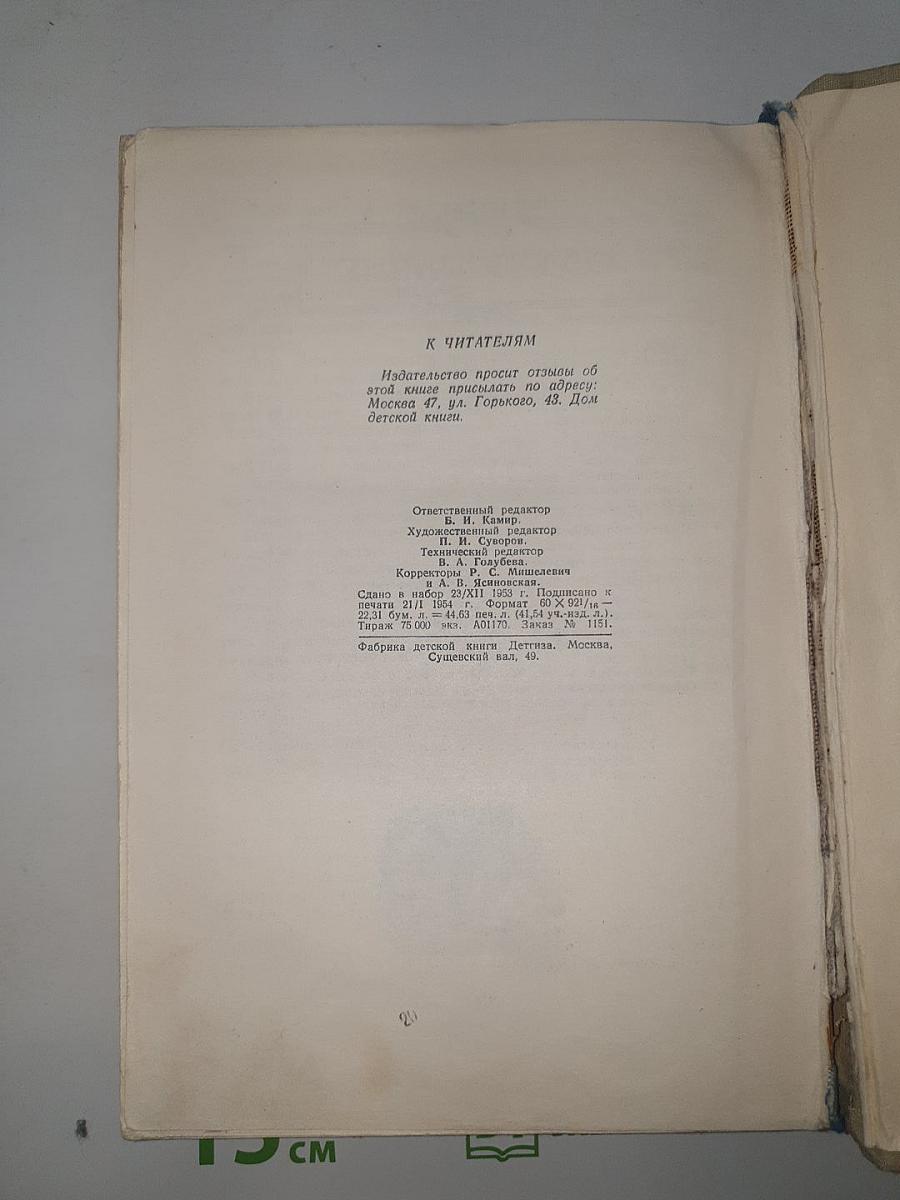 К ЧИТАТЕЛЯМ
Издательство просит отзывы об
этой книге присылать по адресу:
Москва 47, ул. Горького, 43. Дом
детской книги.
Ответственный редактор
Б. И. Камир.
Художественный редактор
П. И. Суворов.
Технический редактор
В. А. Голубева.
Корректоры Р. С. Мишелевич
и А. В. Ясиновская.
Сдано в набор 23/XII 1953 г. Подписано к
печати 21/I 1954 г. Формат 60 × 92¹/₁₆ —
22,31 бум. л. = 44,63 печ. л. (41,54 уч.-изд. л.).
Тираж 75 000 экз. А01170. Заказ № 1151.
Фабрика детской книги Детгиза. Москва,
Сущевский вал, 49.
20
см